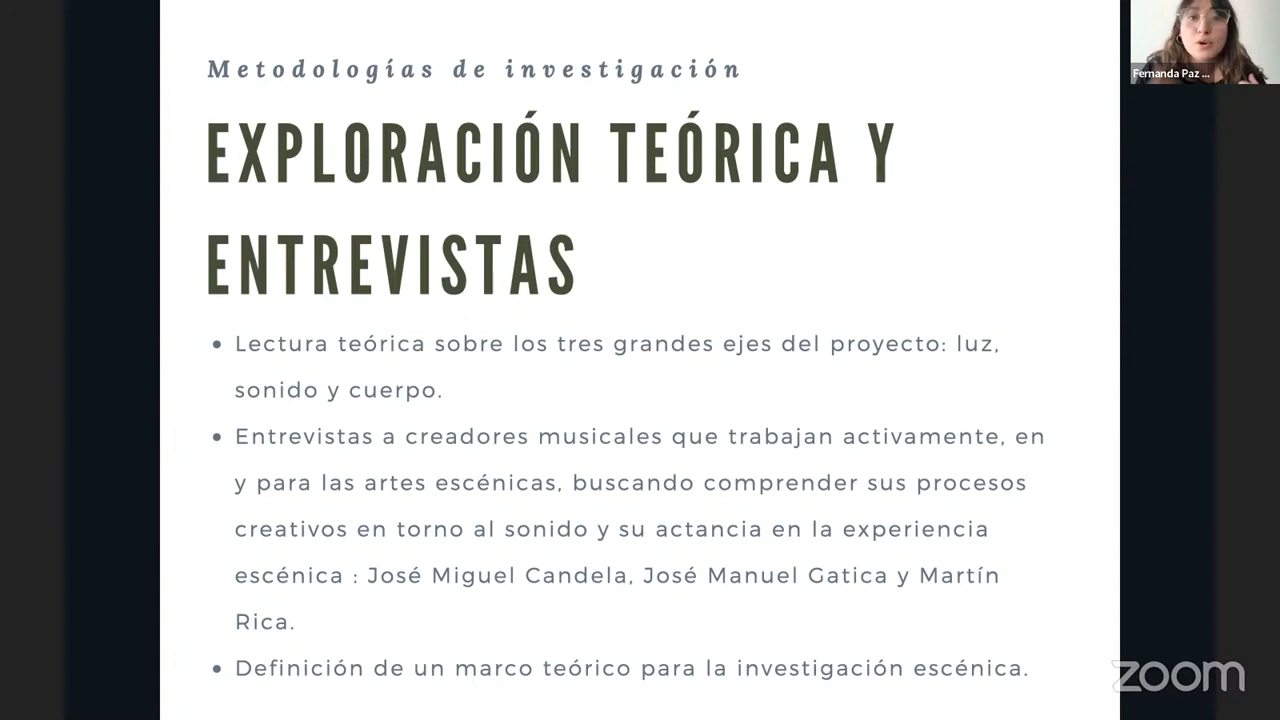 Metodologías de investigación
EXPLORACIÓN TEÓRICA Y
ENTREVISTAS
• Lectura teórica sobre los tres grandes ejes del proyecto: luz,
sonido y cuerpo.
• Entrevistas a creadores musicales que trabajan activamente, en
y para las artes escénicas, buscando comprender sus procesos
creativos en torno al sonido y su actancia en la experiencia
escénica : José Miguel Candela, José Manuel Gatica y Martín
Rica.
• Definición de un marco teórico para la investigación escénica.
Fernanda Paz ...
zoom